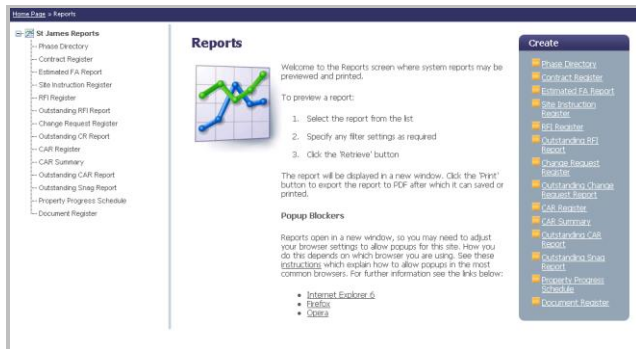 Home Page » Reports
St James Reports
Phase Directory
Contract Register
Estimated FA Report
Site Instruction Register
RFI Register
Outstanding RFI Report
Change Request Register
Outstanding CR Report
CAR Register
CAR Summary
Outstanding CAR Report
Outstanding Snag Report
Property Progress Schedule
Document Register
Reports
Welcome to the Reports screen where system reports may be
previewed and printed.
To preview a report:
1. Select the report from the list
2. Specify any filter settings as required
3. Click the 'Retrieve' button
The report will be displayed in a new window. Click the 'Print'
button to export the report to PDF after which it can saved or
printed.
Popup Blockers
Reports open in a new window, so you may need to adjust
your browser settings to allow popups for this site. How you
do this depends on which browser you are using. See these
instructions which explain how to allow popups in the most
common browsers. For further information see the links below:
Internet Explorer 6
Firefox
Opera
Create
Phase Directory
Contract Register
Estimated FA Report
Site Instruction
Register
RFI Register
Outstanding RFI
Report
Change Request
Register
Outstanding Change
Request Report
CAR Register
CAR Summary
Outstanding CAR
Report
Outstanding Snag
Report
Property Progress
Schedule
Document Register